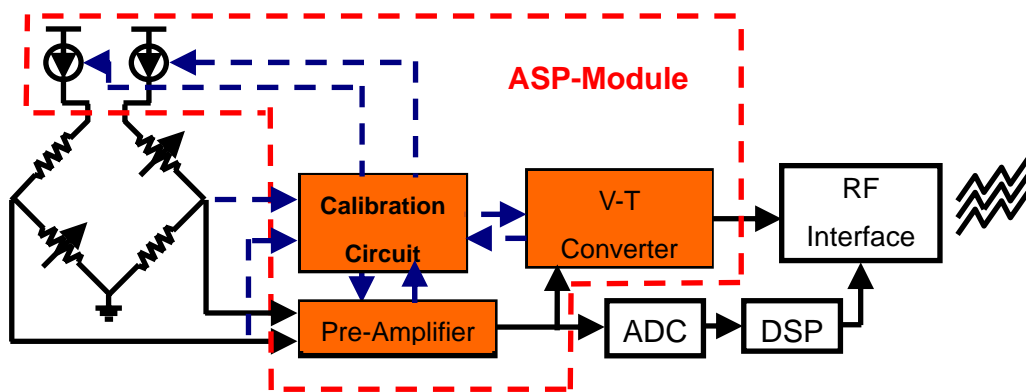 ASP-Module
Calibration
Circuit
V-T
Converter
RF
Interface
Pre-Amplifier
ADC
DSP